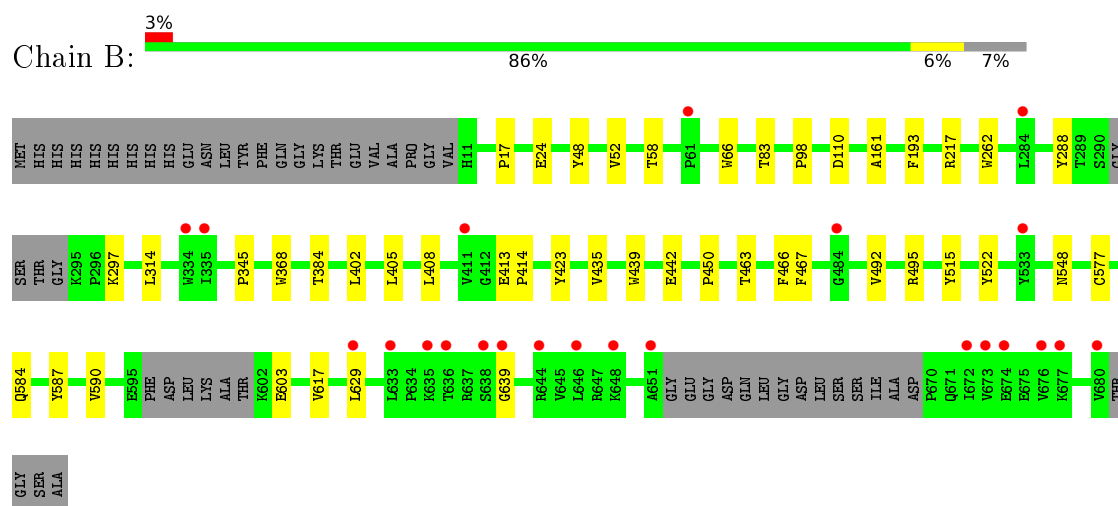 3%
Chain B:
86% 6% 7%
MET HIS HIS HIS HIS HIS HIS HIS HIS GLU ASN LEU TYR PHE GLN GLY LYS THR GLU VAL ALA PRO GLY VAL H11 P17 E24 Y48 V52 T58 P61 W66 T83 P98 D110 A161 F193 R217 W262 L284 Y288 T289 S290 GLY
SER THR GLY K295 P296 K297 L314 W334 I335 P345 W368 T384 L402 L405 L408 V411 G412 E413 P414 Y423 V435 W439 E442 P450 T463 F466 F467 G484 V492 R495 Y515 Y522 Y533 N548 C577
Q584 Y587 V590 E595 PHE ASP LEU LYS ALA THR K602 E603 V617 L629 L633 P634 K635 T636 R637 S638 G639 R644 V645 L646 R647 K648 A651 GLY GLU GLY ASP GLN LEU GLY ASP LEU SER SER ILE ALA ASP P670 Q671 I672 V673 E674 E675 V676 K677 V680 THR
GLY SER ALA